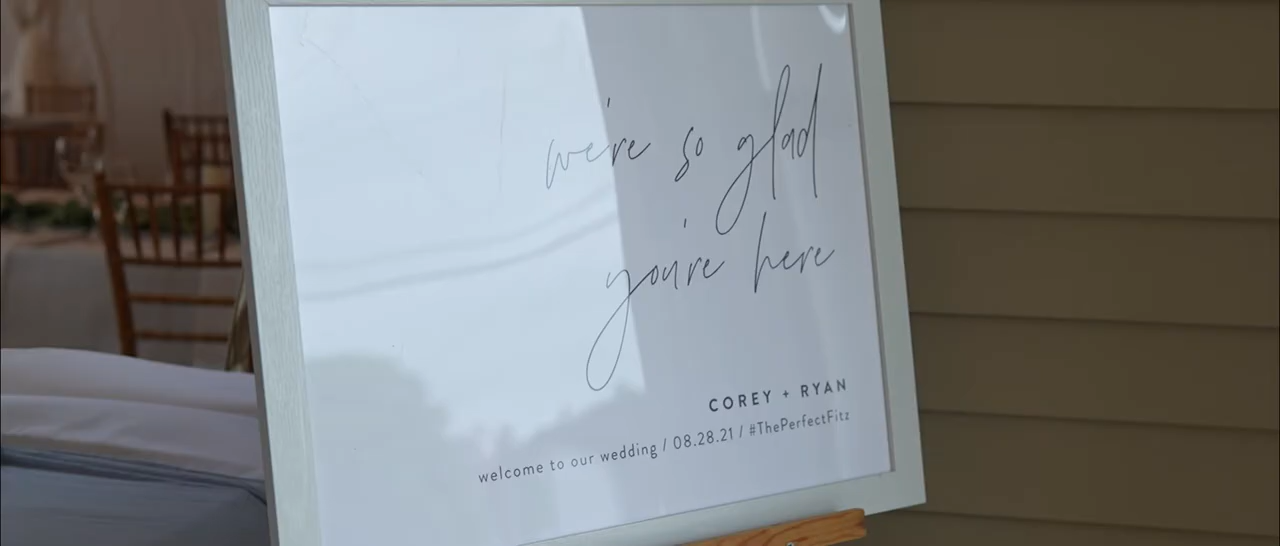 we're so glad
you're here
COREY + RYAN
welcome to our wedding / 08.28.21 / #ThePerfectFitz